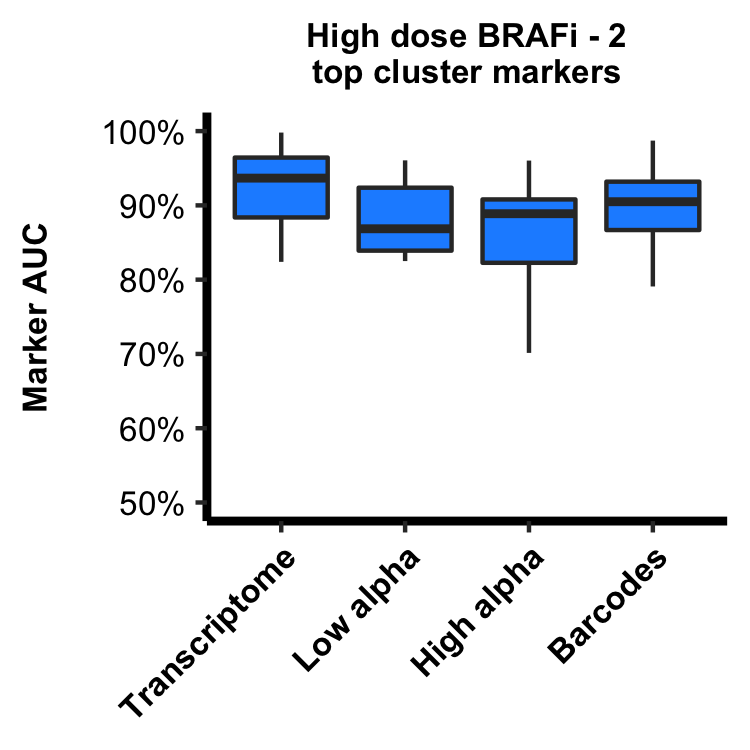 High dose BRAFi - 2
top cluster markers
Marker AUC
100%
90%
80%
70%
60%
50%
Transcriptome
Low alpha
High alpha
Barcodes